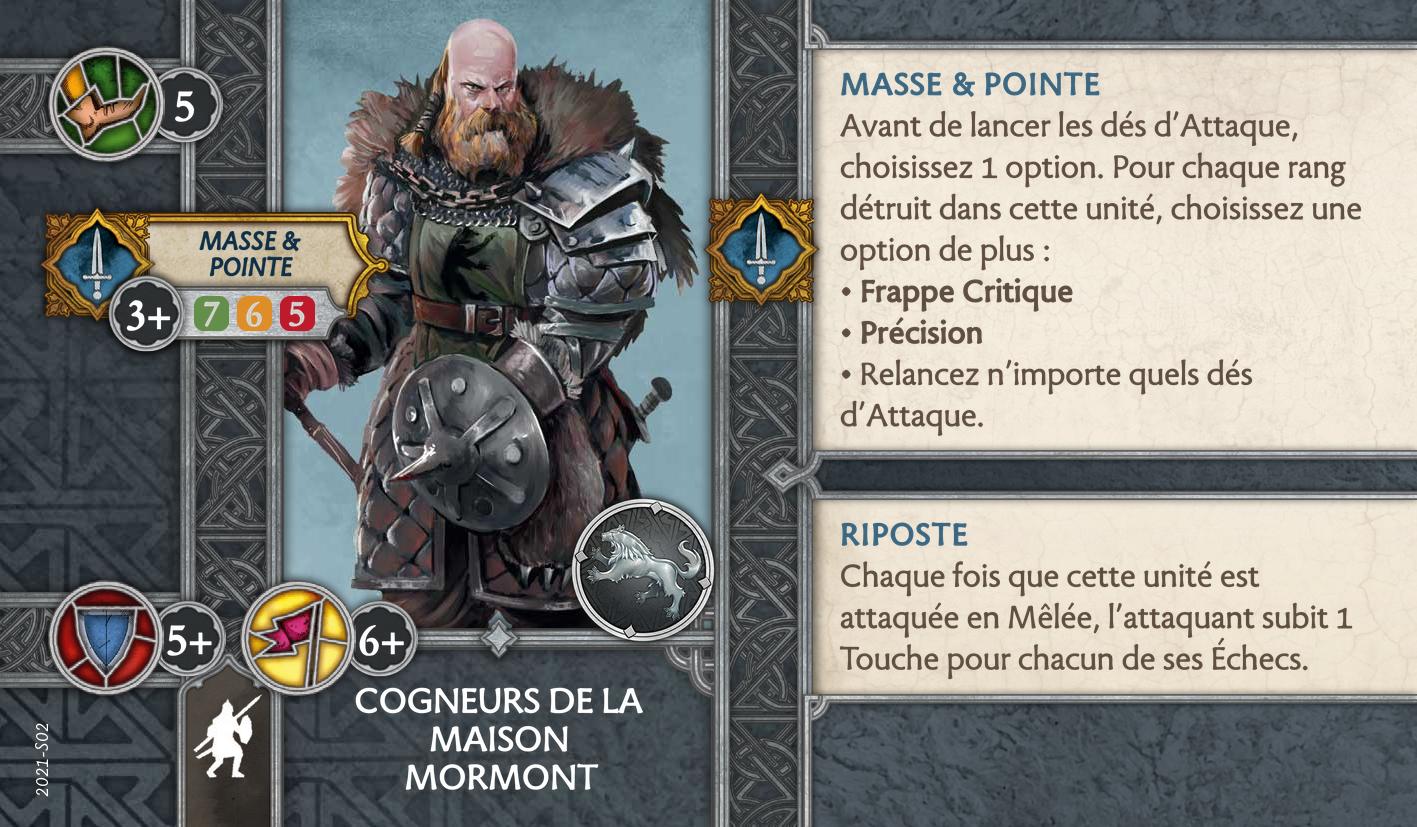 5
MASSE &
POINTE
3+ 7 6 5
5+ 6+
COGNEURS DE LA
MAISON
MORMONT
2021-S02
MASSE & POINTE
Avant de lancer les dés d'Attaque,
choisissez 1 option. Pour chaque rang
détruit dans cette unité, choisissez une
option de plus :
• Frappe Critique
• Précision
• Relancez n'importe quels dés
d'Attaque.
RIPOSTE
Chaque fois que cette unité est
attaquée en Mêlée, l'attaquant subit 1
Touche pour chacun de ses Échecs.